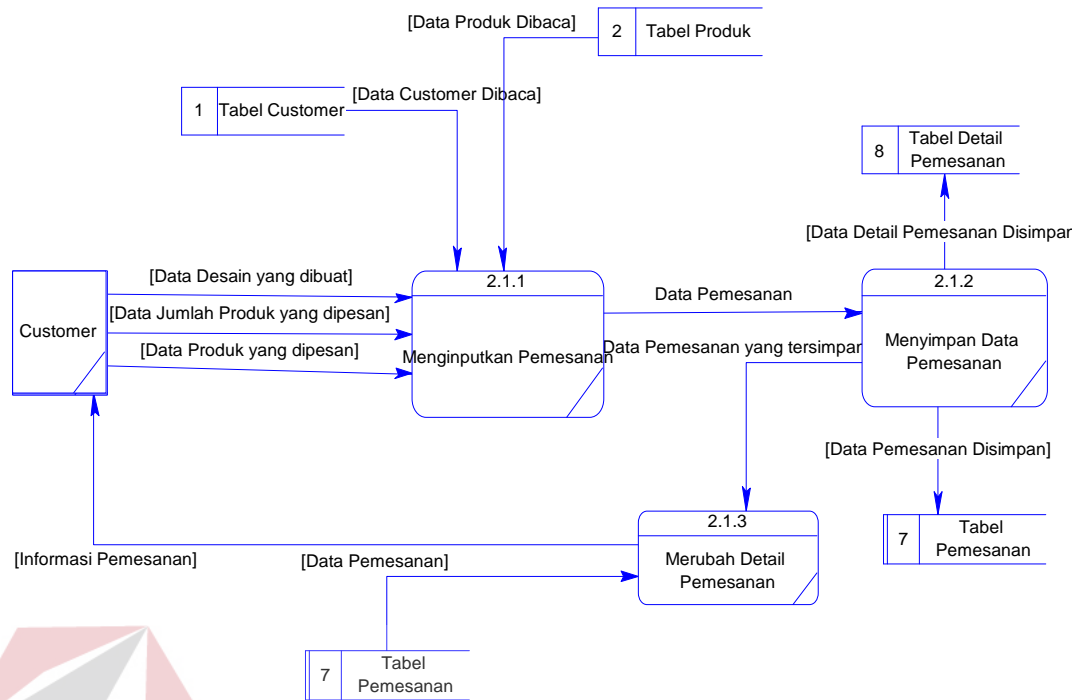 [Data Produk Dibaca]
2 Tabel Produk
[Data Customer Dibaca]
1 Tabel Customer
8 Tabel Detail
Pemesanan
[Data Detail Pemesanan Disimpan
[Data Desain yang dibuat]
2.1.1
2.1.2
Data Pemesanan
[Data Jumlah Produk yang dipesan]
Customer
Menyimpan Data
Pemesanan
[Data Produk yang dipesan]
Menginputkan Pemesanan
Data Pemesanan yang tersimpan
[Data Pemesanan Disimpan]
2.1.3
7 Tabel
Pemesanan
[Informasi Pemesanan]
[Data Pemesanan]
Merubah Detail
Pemesanan
7 Tabel
Pemesanan